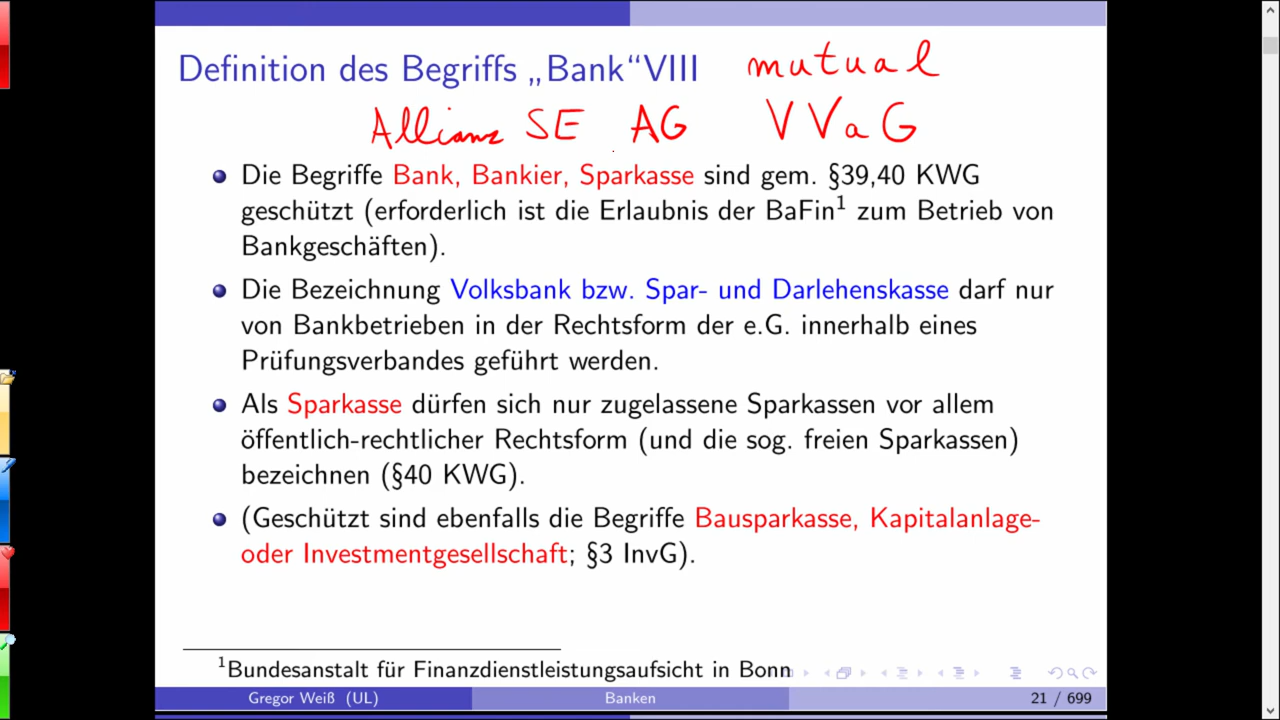 Definition des Begriffs „Bank“VIII mutual
Allianz SE AG VVaG
Die Begriffe Bank, Bankier, Sparkasse sind gem. §39,40 KWG
geschützt (erforderlich ist die Erlaubnis der BaFin¹ zum Betrieb von
Bankgeschäften).
Die Bezeichnung Volksbank bzw. Spar- und Darlehenskasse darf nur
von Bankbetrieben in der Rechtsform der e.G. innerhalb eines
Prüfungsverbandes geführt werden.
Als Sparkasse dürfen sich nur zugelassene Sparkassen vor allem
öffentlich-rechtlicher Rechtsform (und die sog. freien Sparkassen)
bezeichnen (§40 KWG).
(Geschützt sind ebenfalls die Begriffe Bausparkasse, Kapitalanlage-
oder Investmentgesellschaft; §3 InvG).
¹Bundesanstalt für Finanzdienstleistungsaufsicht in Bonn
Gregor Weiß (UL) Banken 21 / 699